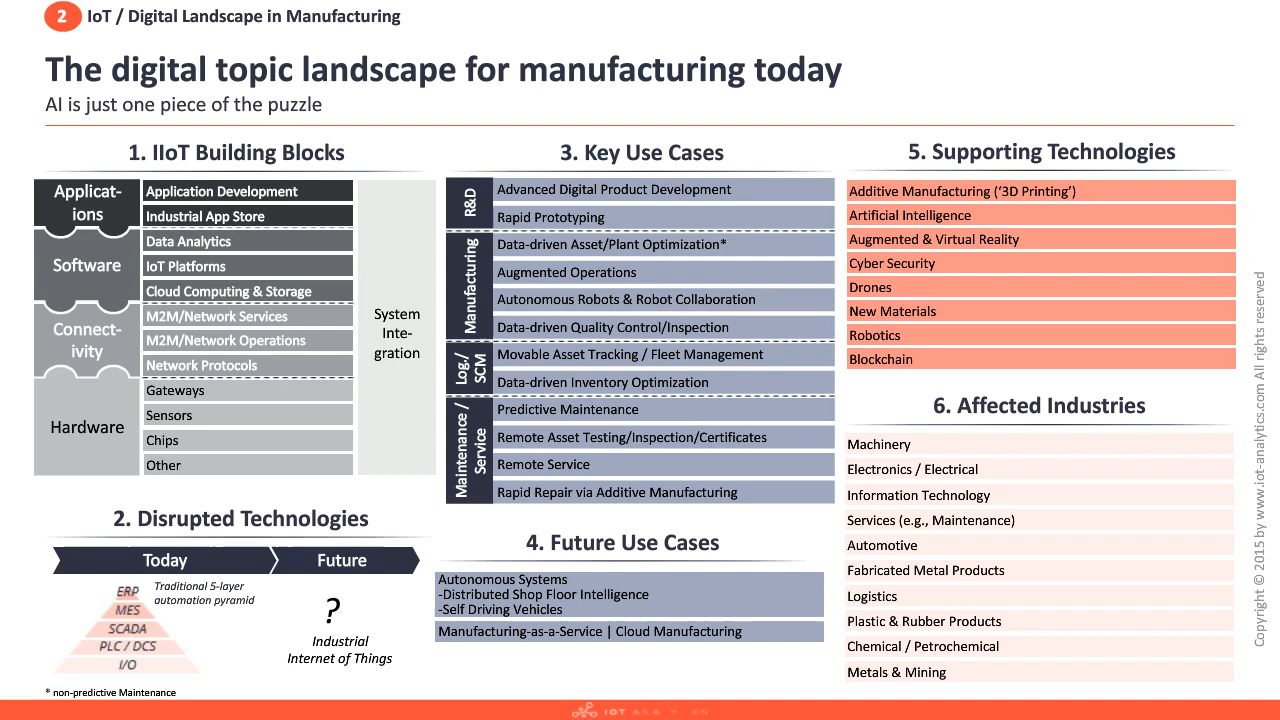 2 IoT / Digital Landscape in Manufacturing
The digital topic landscape for manufacturing today
AI is just one piece of the puzzle
1. IIoT Building Blocks
Applicat-
ions
Application Development
Industrial App Store
Software
Data Analytics
IoT Platforms
Cloud Computing & Storage
Connect-
ivity
M2M/Network Services
M2M/Network Operations
Network Protocols
Hardware
Gateways
Sensors
Chips
Other
System
Inte-
gration
2. Disrupted Technologies
Today
Future
ERP
MES
SCADA
PLC / DCS
I/O
Traditional 5-layer
automation pyramid
?
Industrial
Internet of Things
* non-predictive Maintenance
3. Key Use Cases
R&D
Advanced Digital Product Development
Rapid Prototyping
Manufacturing
Data-driven Asset/Plant Optimization*
Augmented Operations
Autonomous Robots & Robot Collaboration
Data-driven Quality Control/Inspection
Log./
SCM
Movable Asset Tracking / Fleet Management
Data-driven Inventory Optimization
Maintenance /
Service
Predictive Maintenance
Remote Asset Testing/Inspection/Certificates
Remote Service
Rapid Repair via Additive Manufacturing
4. Future Use Cases
Autonomous Systems
-Distributed Shop Floor Intelligence
-Self Driving Vehicles
Manufacturing-as-a-Service | Cloud Manufacturing
5. Supporting Technologies
Additive Manufacturing (‘3D Printing’)
Artificial Intelligence
Augmented & Virtual Reality
Cyber Security
Drones
New Materials
Robotics
Blockchain
6. Affected Industries
Machinery
Electronics / Electrical
Information Technology
Services (e.g., Maintenance)
Automotive
Fabricated Metal Products
Logistics
Plastic & Rubber Products
Chemical / Petrochemical
Metals & Mining
Copyright © 2015 by www.iot-analytics.com All rights reserved
IOT